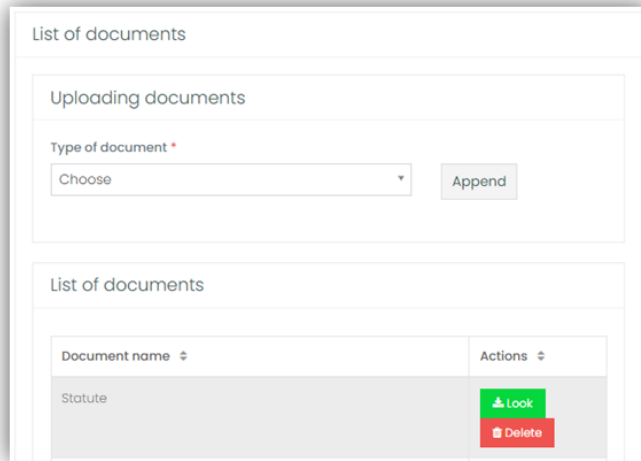 List of documents
Uploading documents
Type of document *
Choose
Append
List of documents
Document name
Actions
Statute
Look
Delete